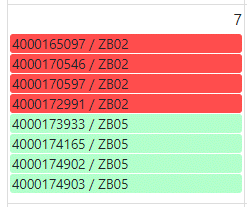 7
4000165097 / ZB02
4000170546 / ZB02
4000170597 / ZB02
4000172991 / ZB02
4000173933 / ZB05
4000174165 / ZB05
4000174902 / ZB05
4000174903 / ZB05